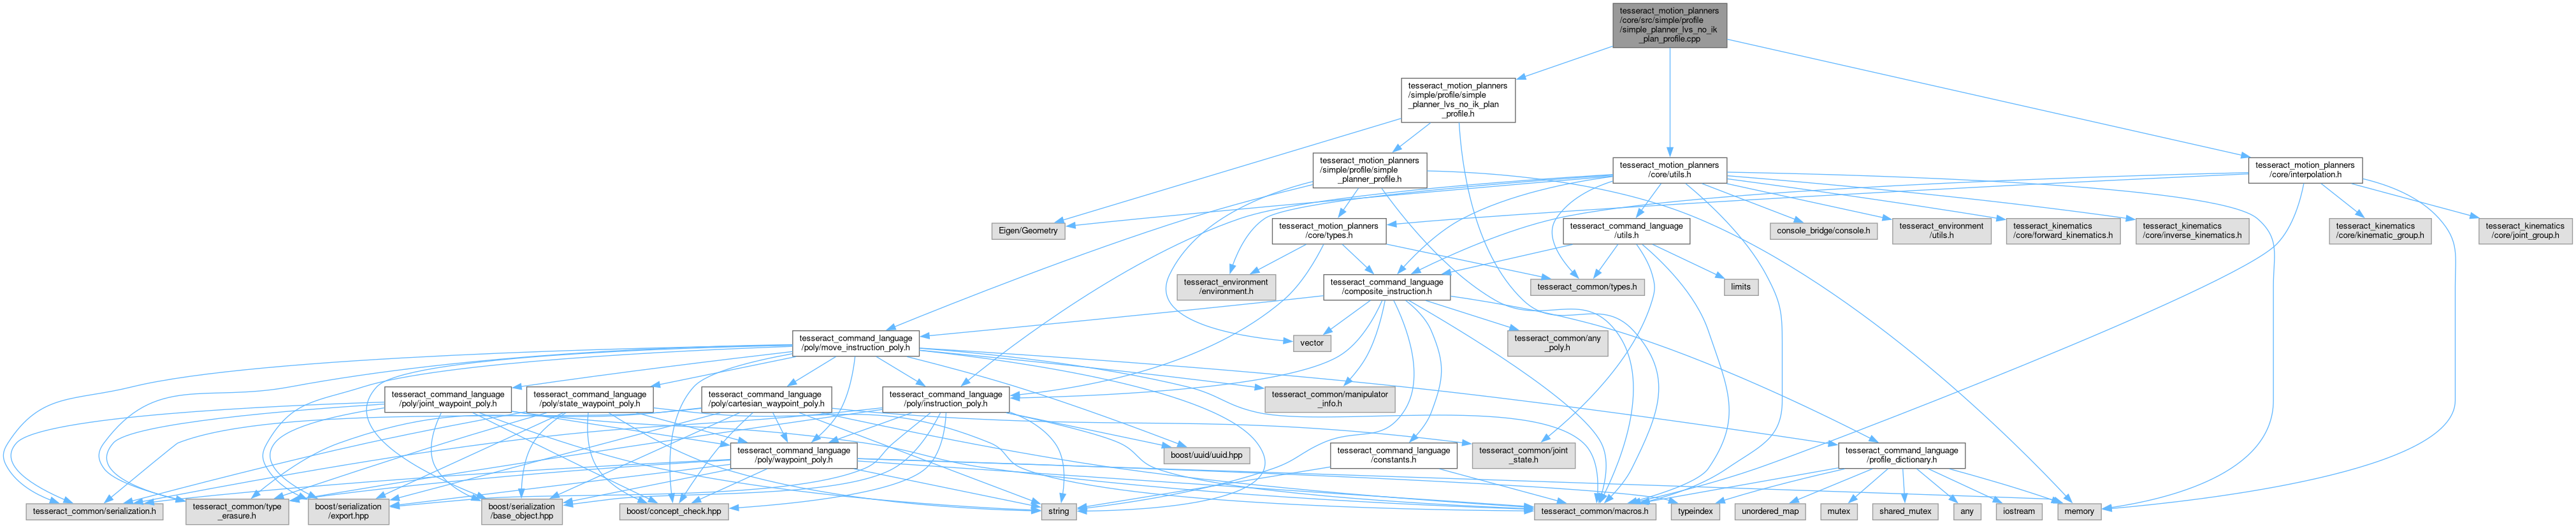 tesseract_motion_planners
/core/src/simple/profile
/simple_planner_lvs_no_ik
_plan_profile.cpp
tesseract_motion_planners
/simple/profile/simple
_planner_lvs_no_ik_plan
_profile.h
tesseract_motion_planners
/simple/profile/simple
_planner_profile.h
tesseract_motion_planners
/core/utils.h
tesseract_motion_planners
/core/interpolation.h
Eigen/Geometry
tesseract_motion_planners
/core/types.h
tesseract_command_language
/utils.h
console_bridge/console.h
tesseract_environment
/utils.h
tesseract_kinematics
/core/forward_kinematics.h
tesseract_kinematics
/core/inverse_kinematics.h
tesseract_kinematics
/core/kinematic_group.h
tesseract_kinematics
/core/joint_group.h
tesseract_environment
/environment.h
tesseract_command_language
/composite_instruction.h
tesseract_common/types.h
limits
tesseract_command_language
/poly/move_instruction_poly.h
vector
tesseract_common/any
_poly.h
tesseract_command_language
/poly/joint_waypoint_poly.h
tesseract_command_language
/poly/state_waypoint_poly.h
tesseract_command_language
/poly/cartesian_waypoint_poly.h
tesseract_command_language
/poly/instruction_poly.h
tesseract_common/manipulator
_info.h
tesseract_command_language
/poly/waypoint_poly.h
boost/uuid/uuid.hpp
tesseract_command_language
/constants.h
tesseract_common/joint
_state.h
tesseract_command_language
/profile_dictionary.h
tesseract_common/serialization.h
tesseract_common/type
_erasure.h
boost/serialization
/export.hpp
boost/serialization
/base_object.hpp
boost/concept_check.hpp
string
tesseract_common/macros.h
typeindex
unordered_map
mutex
shared_mutex
any
iostream
memory